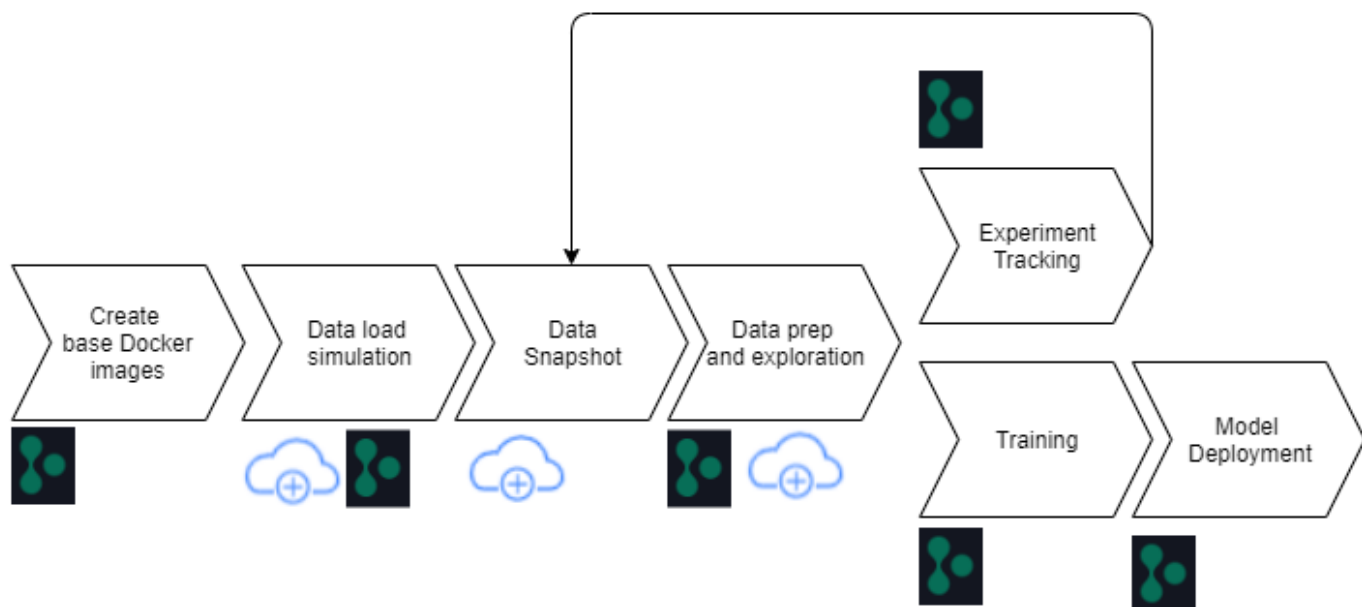 Create
base Docker
images
Data load
simulation
Data
Snapshot
Data prep
and exploration
Experiment
Tracking
Training
Model
Deployment